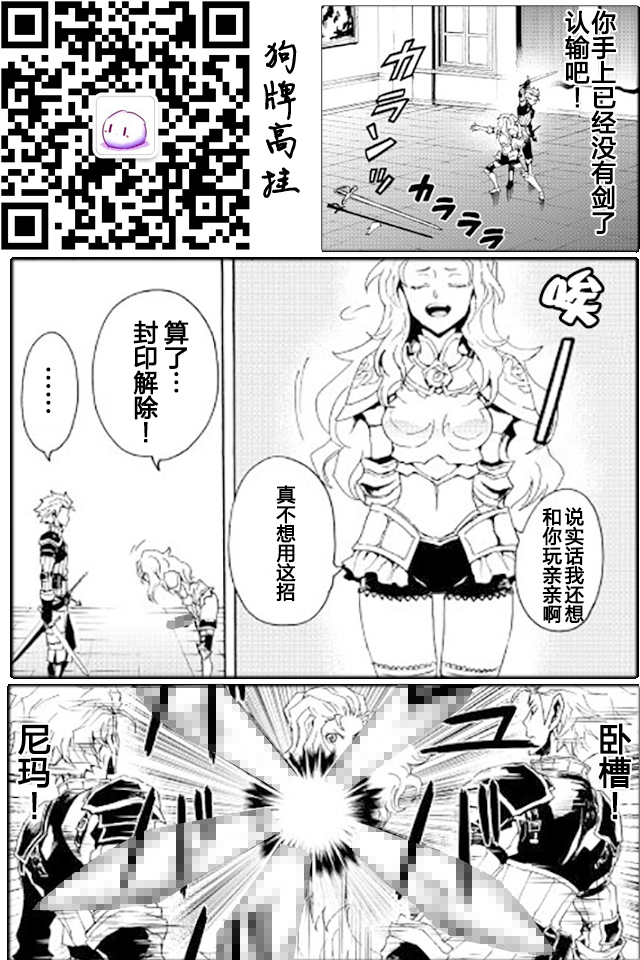 狗牌高挂
你手上已经没有剑了
认输吧！
カラアンッ
カラララ
唉
说实话我还想
和你玩亲亲啊
真不想用这招
算了…
封印解除！
……
卧槽！
尼玛！